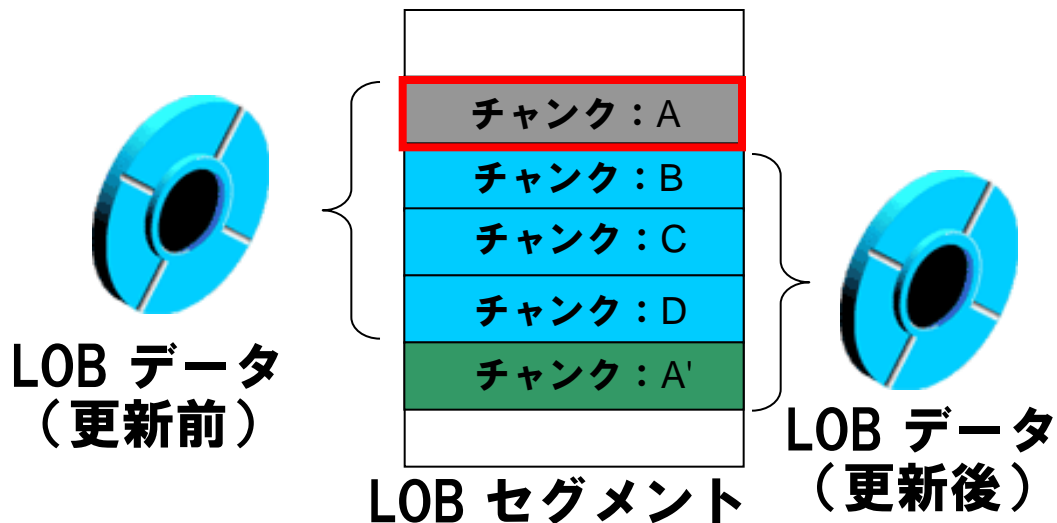 チャンク：A
チャンク：B
チャンク：C
チャンク：D
チャンク：A'
LOB データ
（更新前）
LOB データ
（更新後）
LOB セグメント